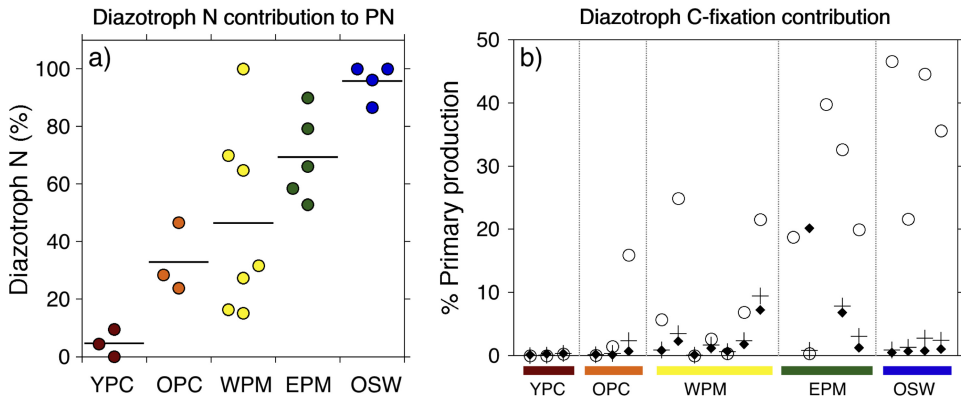 Diazotroph N contribution to PN
a)
Diazotroph N (%)
100
80
60
40
20
0
YPC OPC WPM EPM OSW
Diazotroph C-fixation contribution
b)
% Primary production
50
40
30
20
10
0
YPC OPC WPM EPM OSW